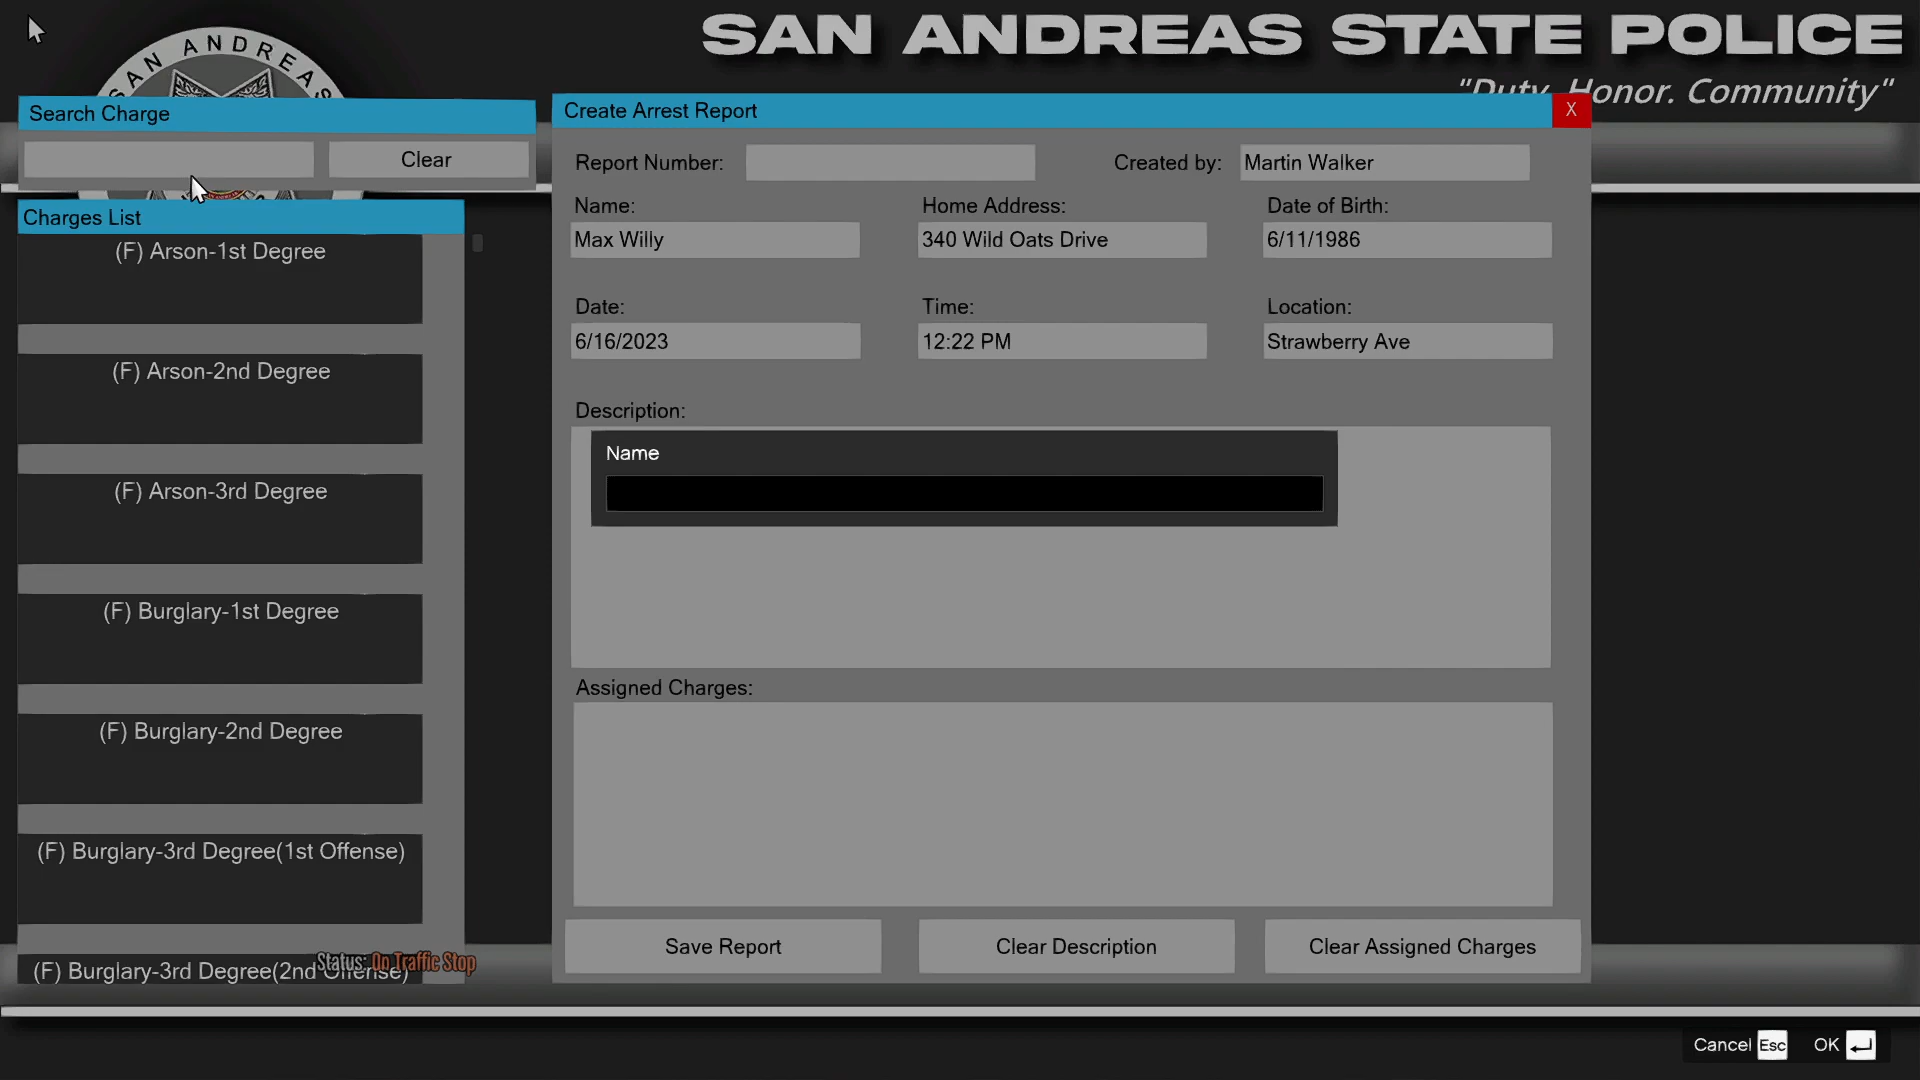 SAN ANDREAS STATE POLICE
"Duty. Honor. Community"
SAN ANDREAS
Search Charge
Clear
Charges List
(F) Arson-1st Degree
(F) Arson-2nd Degree
(F) Arson-3rd Degree
(F) Burglary-1st Degree
(F) Burglary-2nd Degree
(F) Burglary-3rd Degree(1st Offense)
(F) Burglary-3rd Degree(2nd Offense)
Status: On Traffic Stop
Create Arrest Report
X
Report Number:
Created by: Martin Walker
Name: Home Address: Date of Birth:
Max Willy 340 Wild Oats Drive 6/11/1986
Date: Time: Location:
6/16/2023 12:22 PM Strawberry Ave
Description:
Name
Assigned Charges:
Save Report Clear Description Clear Assigned Charges
Cancel Esc OK